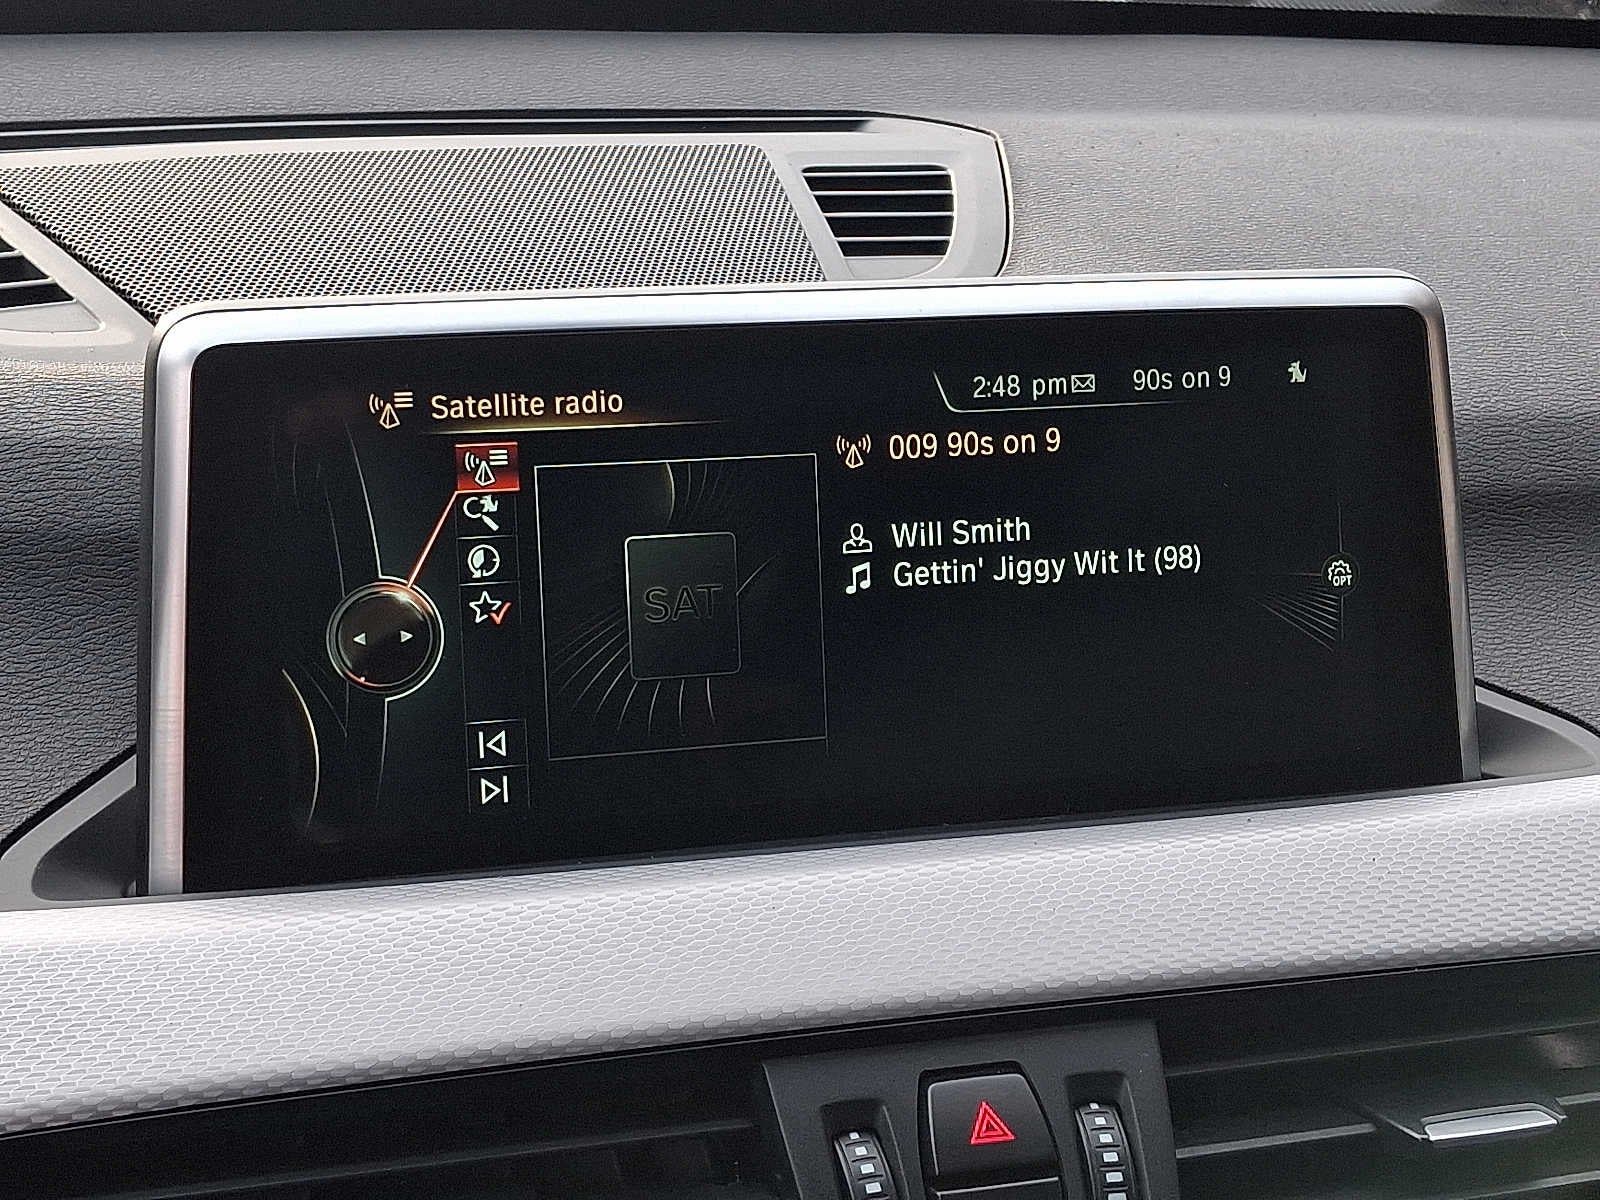 Satellite radio
2:48 pm
90s on 9
009 90s on 9
SAT
Will Smith
Gettin' Jiggy Wit It (98)
OPT